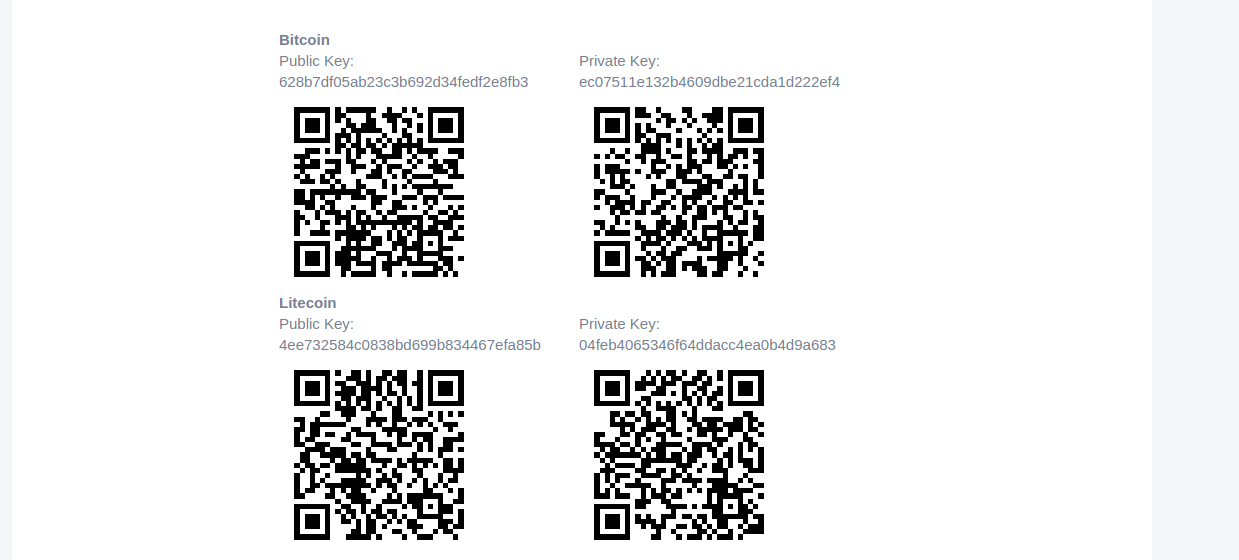 Bitcoin
Public Key:
628b7df05ab23c3b692d34fedf2e8fb3
Private Key:
ec07511e132b4609dbe21cda1d222ef4
Litecoin
Public Key:
4ee732584c0838bd699b834467efa85b
Private Key:
04feb4065346f64ddacc4ea0b4d9a683